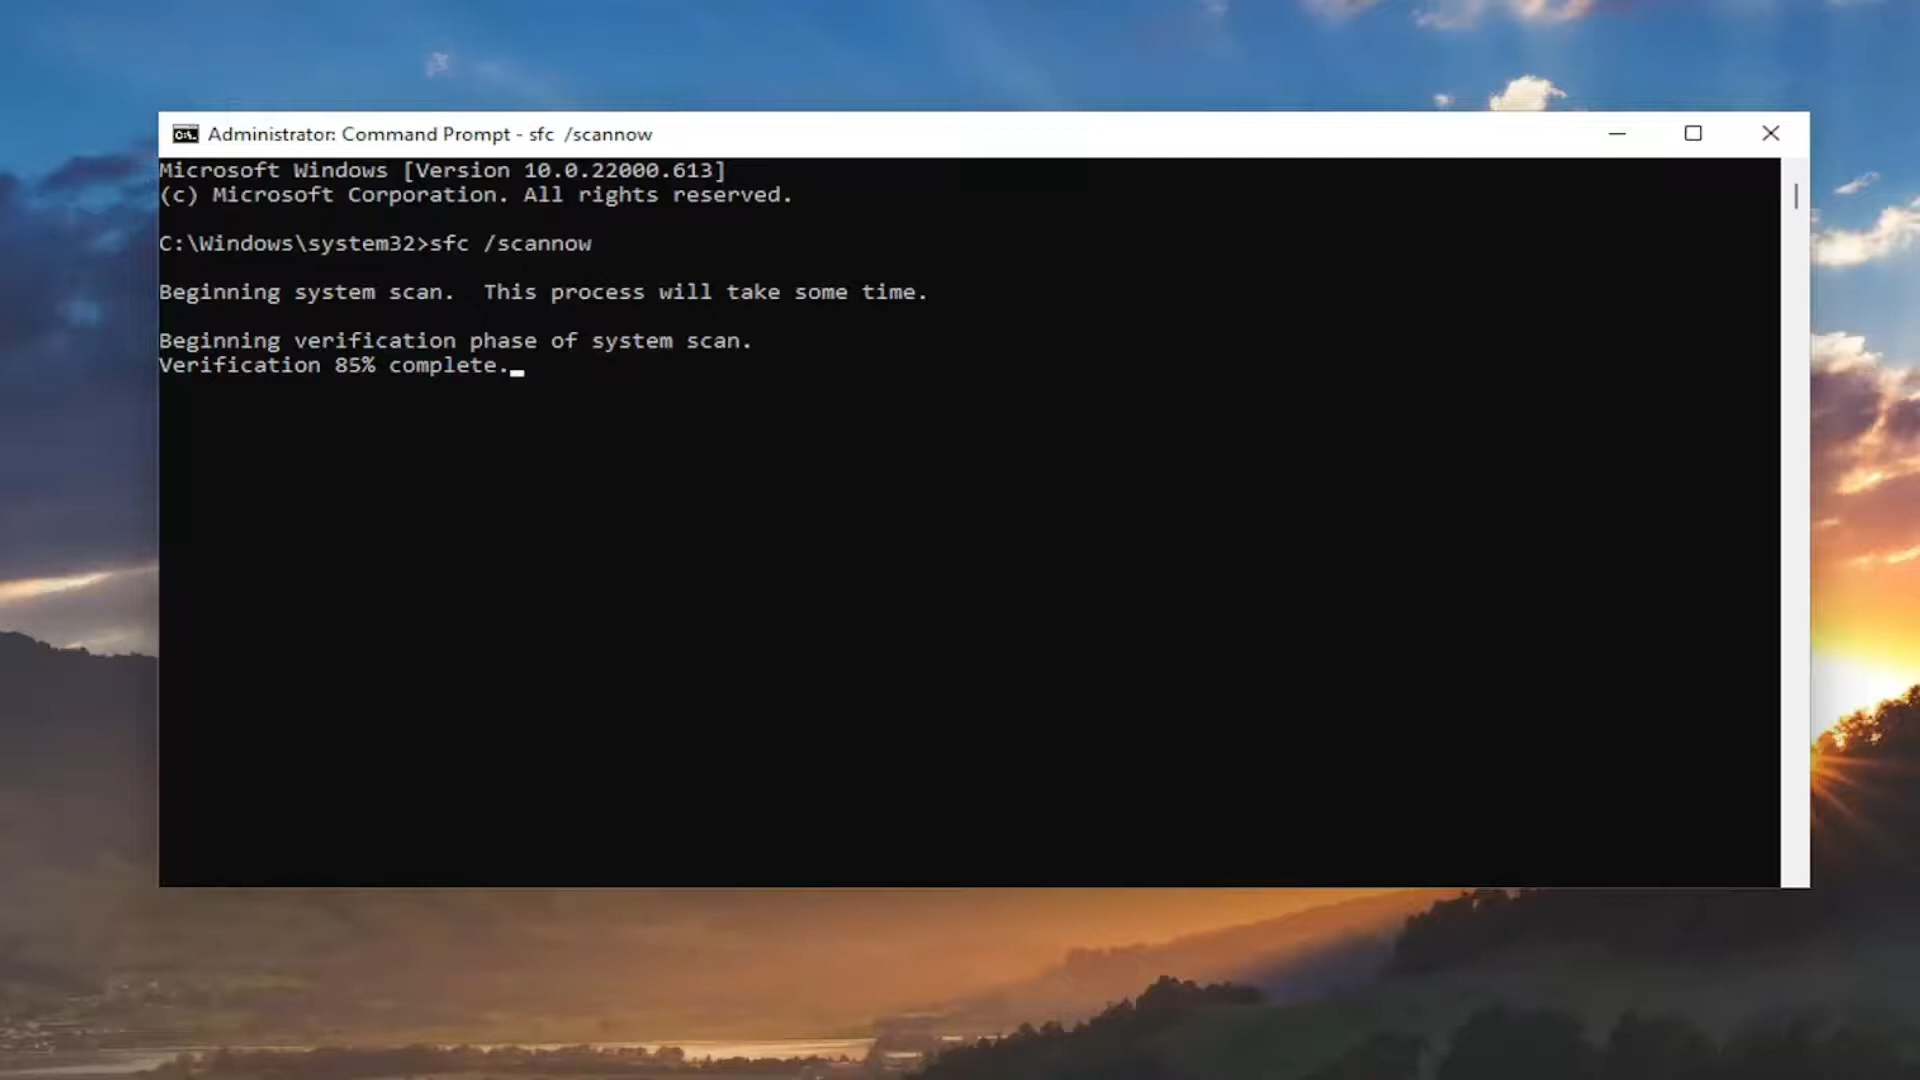 Administrator: Command Prompt - sfc  /scannow
Microsoft Windows [Version 10.0.22000.613]
(c) Microsoft Corporation. All rights reserved.
C:\Windows\system32>sfc /scannow
Beginning system scan.  This process will take some time.
Beginning verification phase of system scan.
Verification 85% complete.